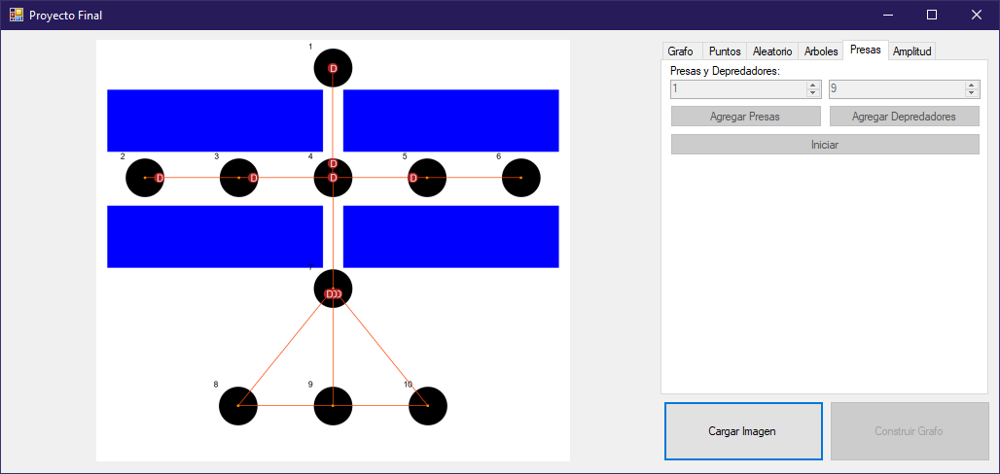 Proyecto Final
Grafo Puntos Aleatorio Arboles Presas Amplitud
Presas y Depredadores:
1 9
Agregar Presas Agregar Depredadores
Iniciar
Cargar Imagen Construir Grafo
1
D
2 3 4 5 6
D
D D D D
7
D D D
8 9 10